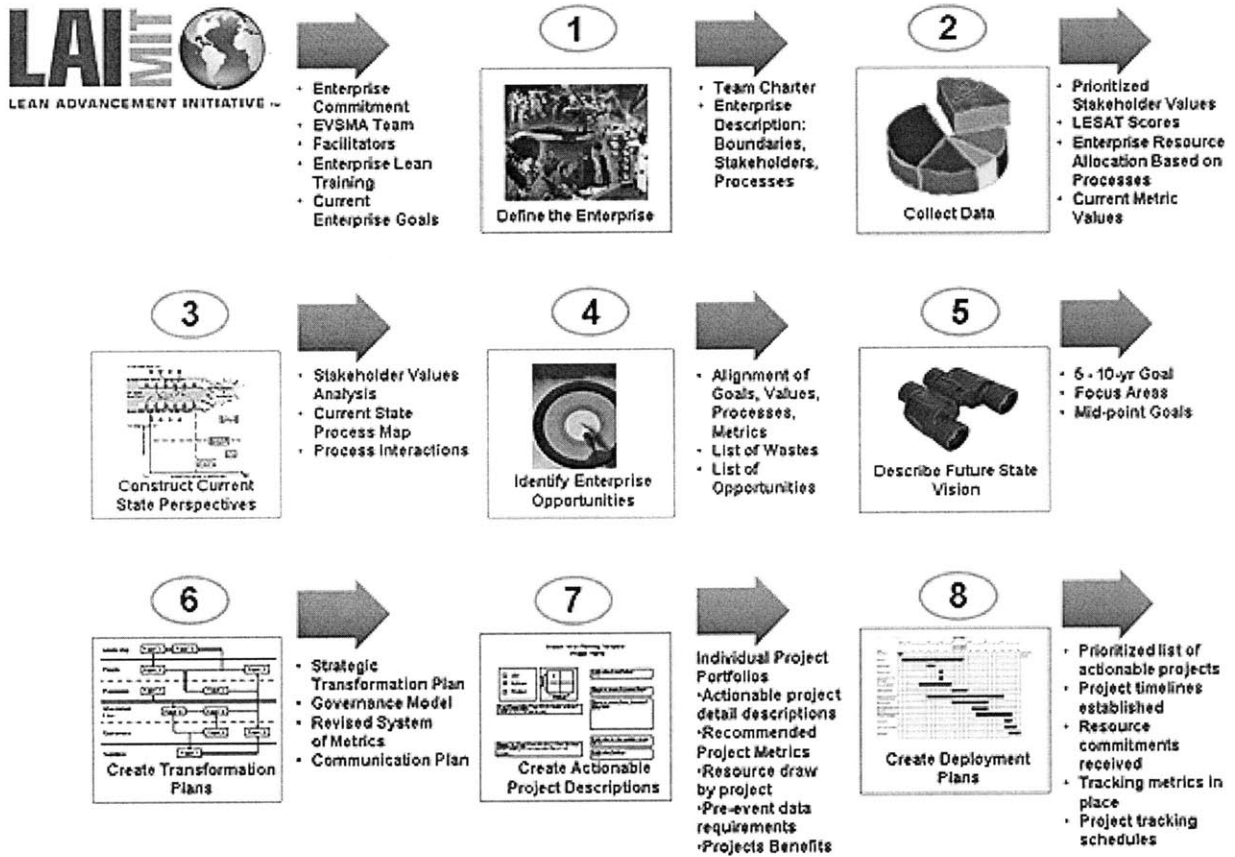 LAI MIT
LEAN ADVANCEMENT INITIATIVE
• Enterprise
Commitment
• EVSMA Team
• Facilitators
• Enterprise Lean
Training
• Current
Enterprise Goals
1
Define the Enterprise
• Team Charter
• Enterprise
Description:
Boundaries,
Stakeholders,
Processes
2
Collect Data
• Prioritized
Stakeholder Values
• LESAT Scores
• Enterprise Resource
Allocation Based on
Processes
• Current Metric
Values
3
Construct Current
State Perspectives
• Stakeholder Values
Analysis
• Current State
Process Map
• Process Interactions
4
Identify Enterprise
Opportunities
• Alignment of
Goals, Values,
Processes,
Metrics
• List of Wastes
• List of
Opportunities
5
Describe Future State
Vision
• 5 - 10-yr Goal
• Focus Areas
• Mid-point Goals
6
Create Transformation
Plans
• Strategic
Transformation Plan
• Governance Model
• Revised System
of Metrics
• Communication Plan
7
Create Actionable
Project Descriptions
Individual Project
Portfolios
•Actionable project
detail descriptions
•Recommended
Project Metrics
•Resource draw
by project
•Pre-event data
requirements
•Projects Benefits
8
Create Deployment
Plans
• Prioritized list of
actionable projects
• Project timelines
established
• Resource
commitments
received
• Tracking metrics in
place
• Project tracking
schedules